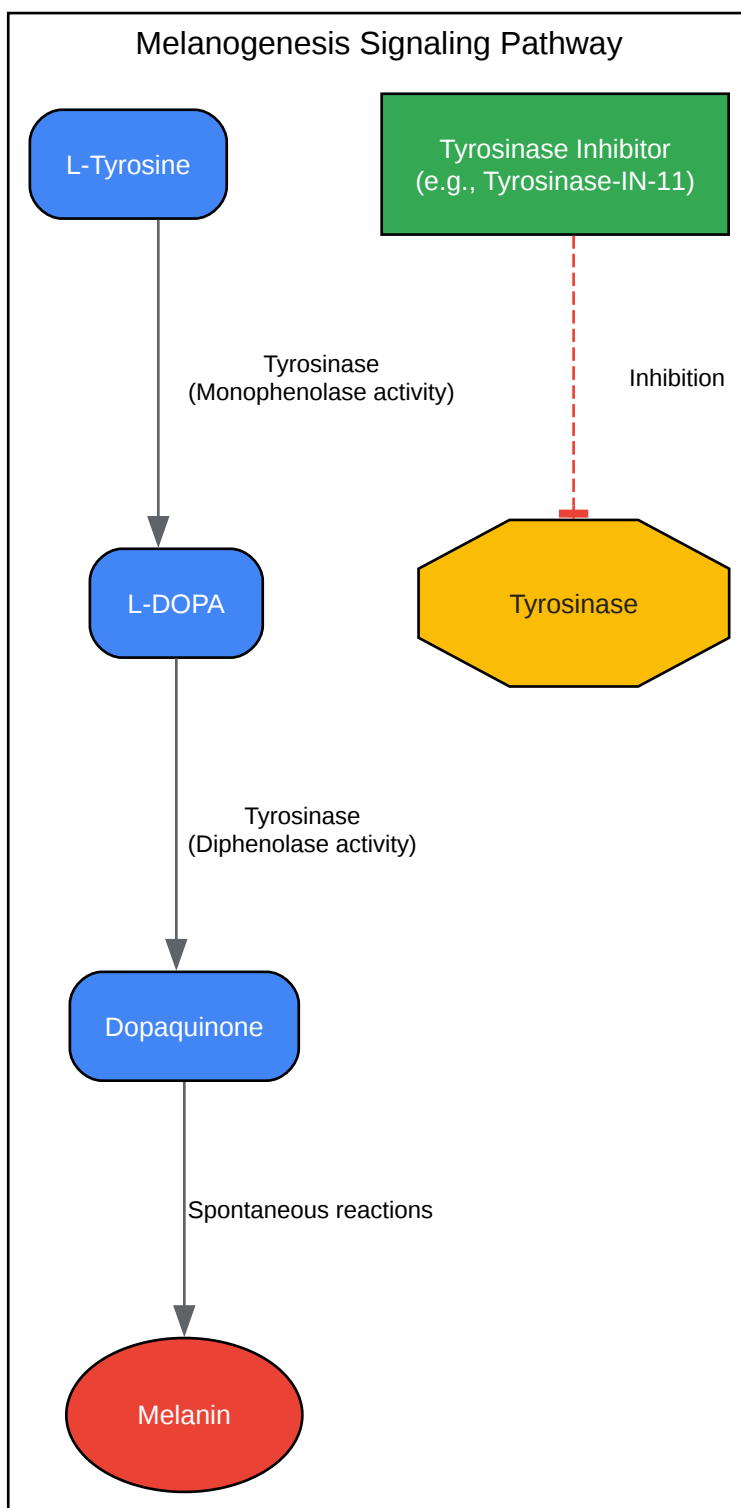 Melanogenesis Signaling Pathway
L-Tyrosine
Tyrosinase Inhibitor
(e.g., Tyrosinase-IN-11)
Tyrosinase
(Monophenolase activity)
Inhibition
L-DOPA
Tyrosinase
Tyrosinase
(Diphenolase activity)
Dopaquinone
Spontaneous reactions
Melanin